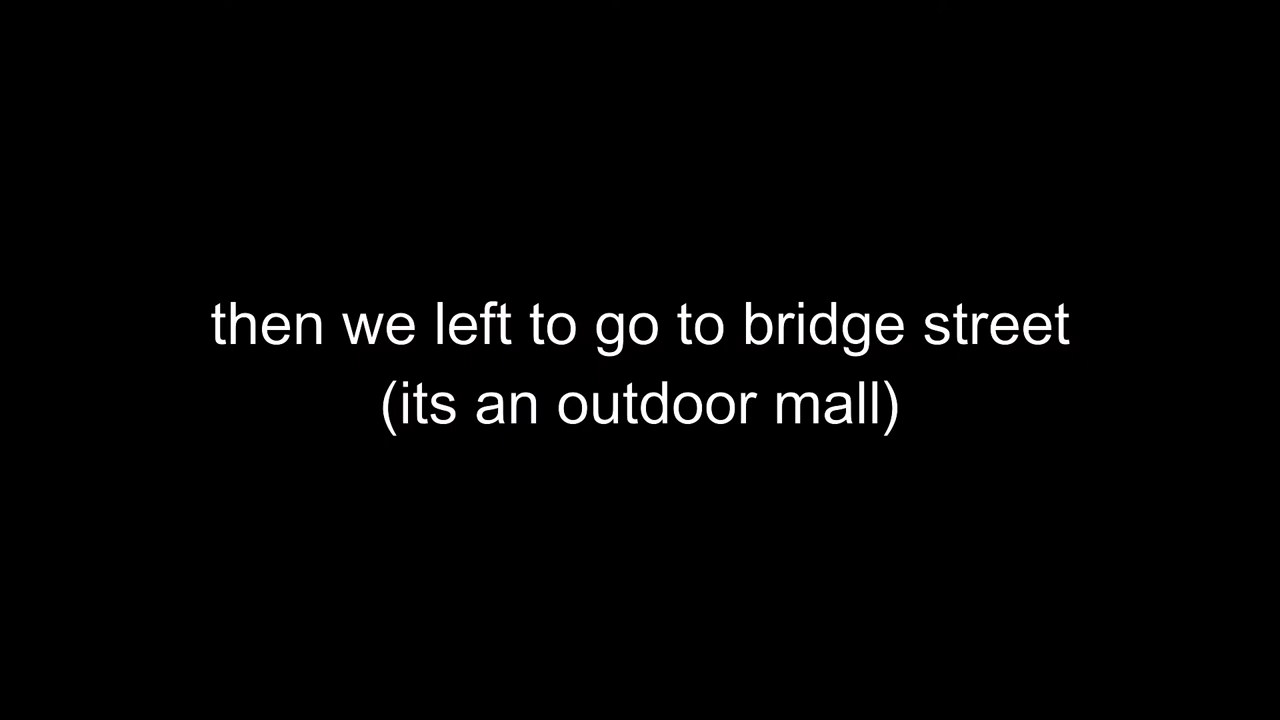 then we left to go to bridge street
(its an outdoor mall)